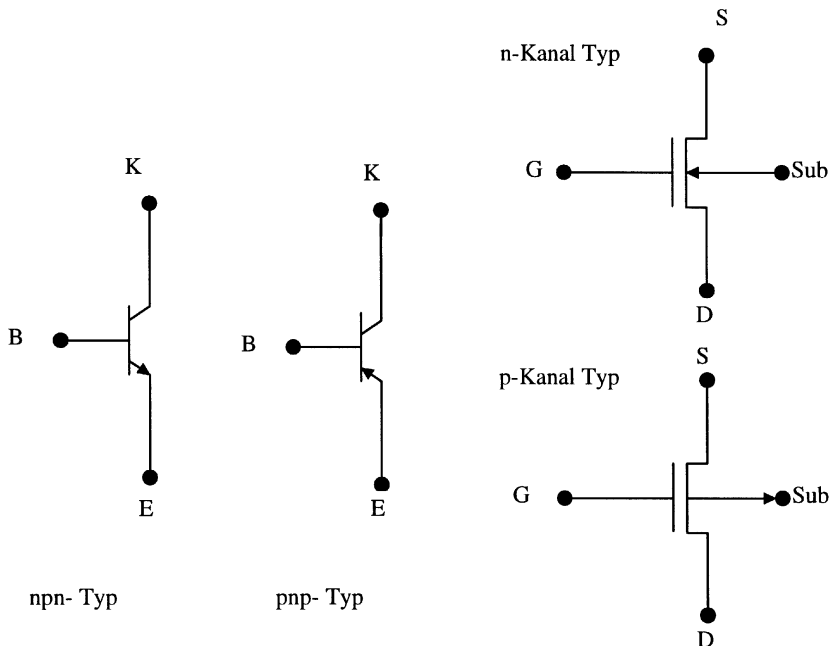 S
n-Kanal Typ
K
K
G
Sub
D
B
B
S
p-Kanal Typ
G
Sub
E
E
npn- Typ
pnp- Typ
D